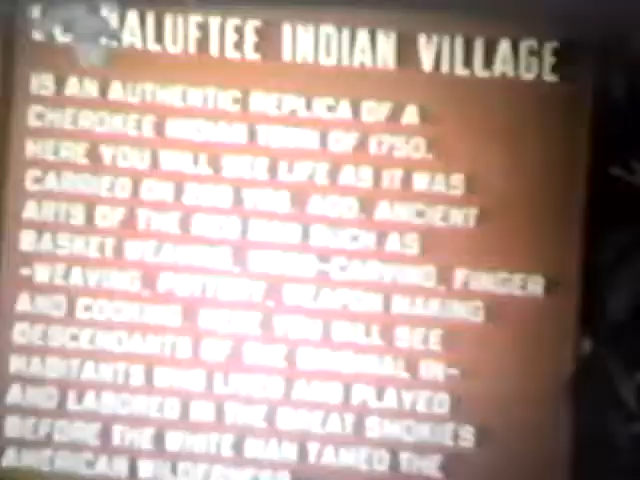 OCONALUFTEE INDIAN VILLAGE
IS AN AUTHENTIC REPLICA OF A
CHEROKEE INDIAN TOWN OF 1750.
HERE YOU WILL SEE LIFE AS IT WAS
CARRIED ON 200 YRS. AGO. ANCIENT
ARTS OF THE RED MAN SUCH AS
BASKET WEAVING, WOOD-CARVING, FINGER
-WEAVING, POTTERY, WEAPON MAKING
AND COOKING. HERE YOU WILL SEE
DESCENDANTS OF THE ORIGINAL IN-
HABITANTS WHO LIVED AND PLAYED
AND LABORED IN THE GREAT SMOKIES
BEFORE THE WHITE MAN TAMED THE
AMERICAN WILDERNESS